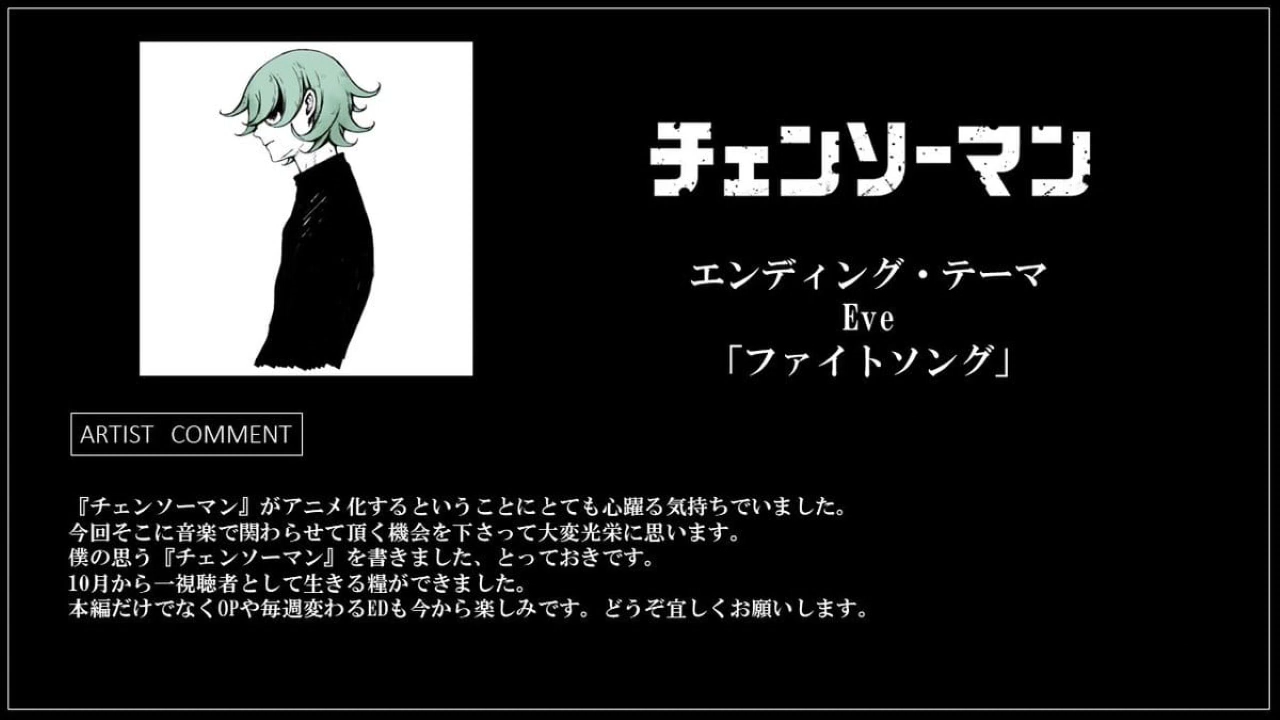 チェンソーマン
エンディング・テーマ
Eve
「ファイトソング」
ARTIST COMMENT
『チェンソーマン』がアニメ化するということにとても心躍る気持ちでいました。
今回そこに音楽で関わらせて頂く機会を下さって大変光栄に思います。
僕の思う『チェンソーマン』を書きました、とっておきです。
10月から一視聴者として生きる糧ができました。
本編だけでなくOPや毎週変わるEDも今から楽しみです。どうぞ宜しくお願いします。